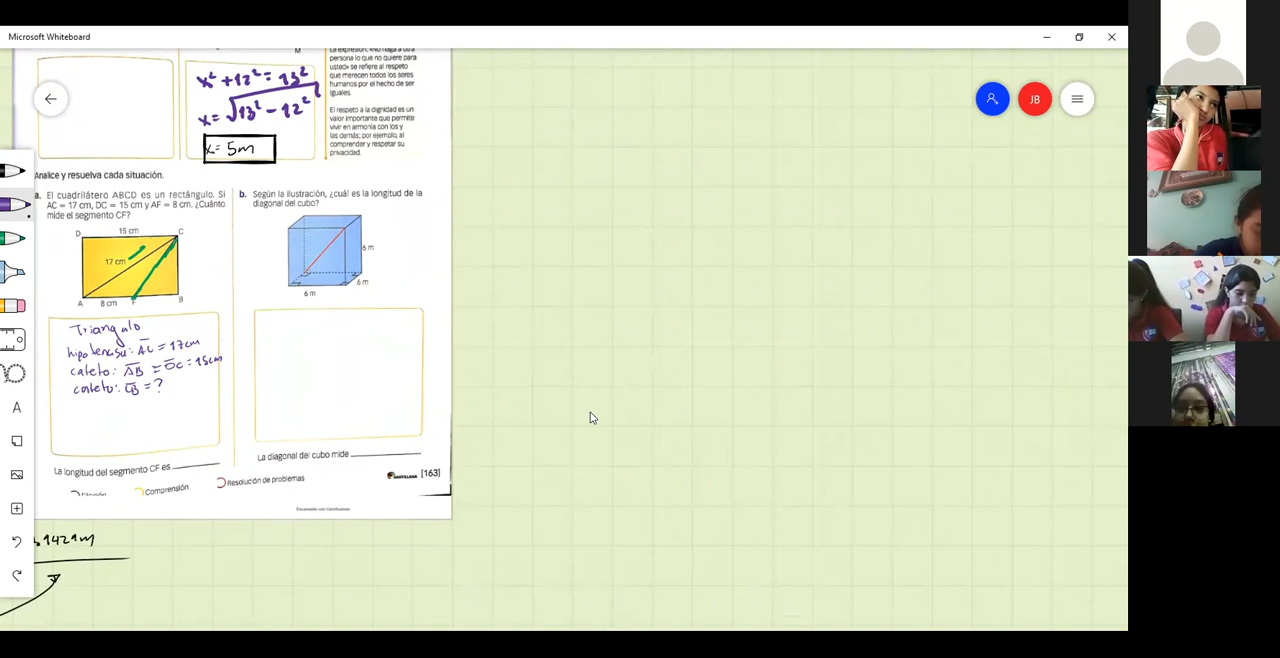 Microsoft Whiteboard
M
persona lo que no quiere para
usted» se refiere al respeto
que merecen todos los seres
humanos por el hecho de ser
iguales.
El respeto a la dignidad es un
valor importante que permite
vivir en armonía con los y
las demás; por ejemplo, al
comprender y respetar su
privacidad.
x² + 12² = 13²
x = √13² - 12²
x = 5m
JB
Analice y resuelva cada situación.
a. El cuadrilátero ABCD es un rectángulo. Si
AC = 17 cm, DC = 15 cm y AF = 8 cm. ¿Cuánto
mide el segmento CF?
D 15 cm C
17 cm
A 8 cm F B
Triangulo
hipotenusa: AC = 17cm
cateto: AB = DC = 15cm
cateto: CB = ?
La longitud del segmento CF es
b. Según la ilustración, ¿cuál es la longitud de la
diagonal del cubo?
6 m
6 m
6 m
La diagonal del cubo mide
Comprensión
Resolución de problemas
SANTILLANA [163]
Escaneado con CamScanner
A